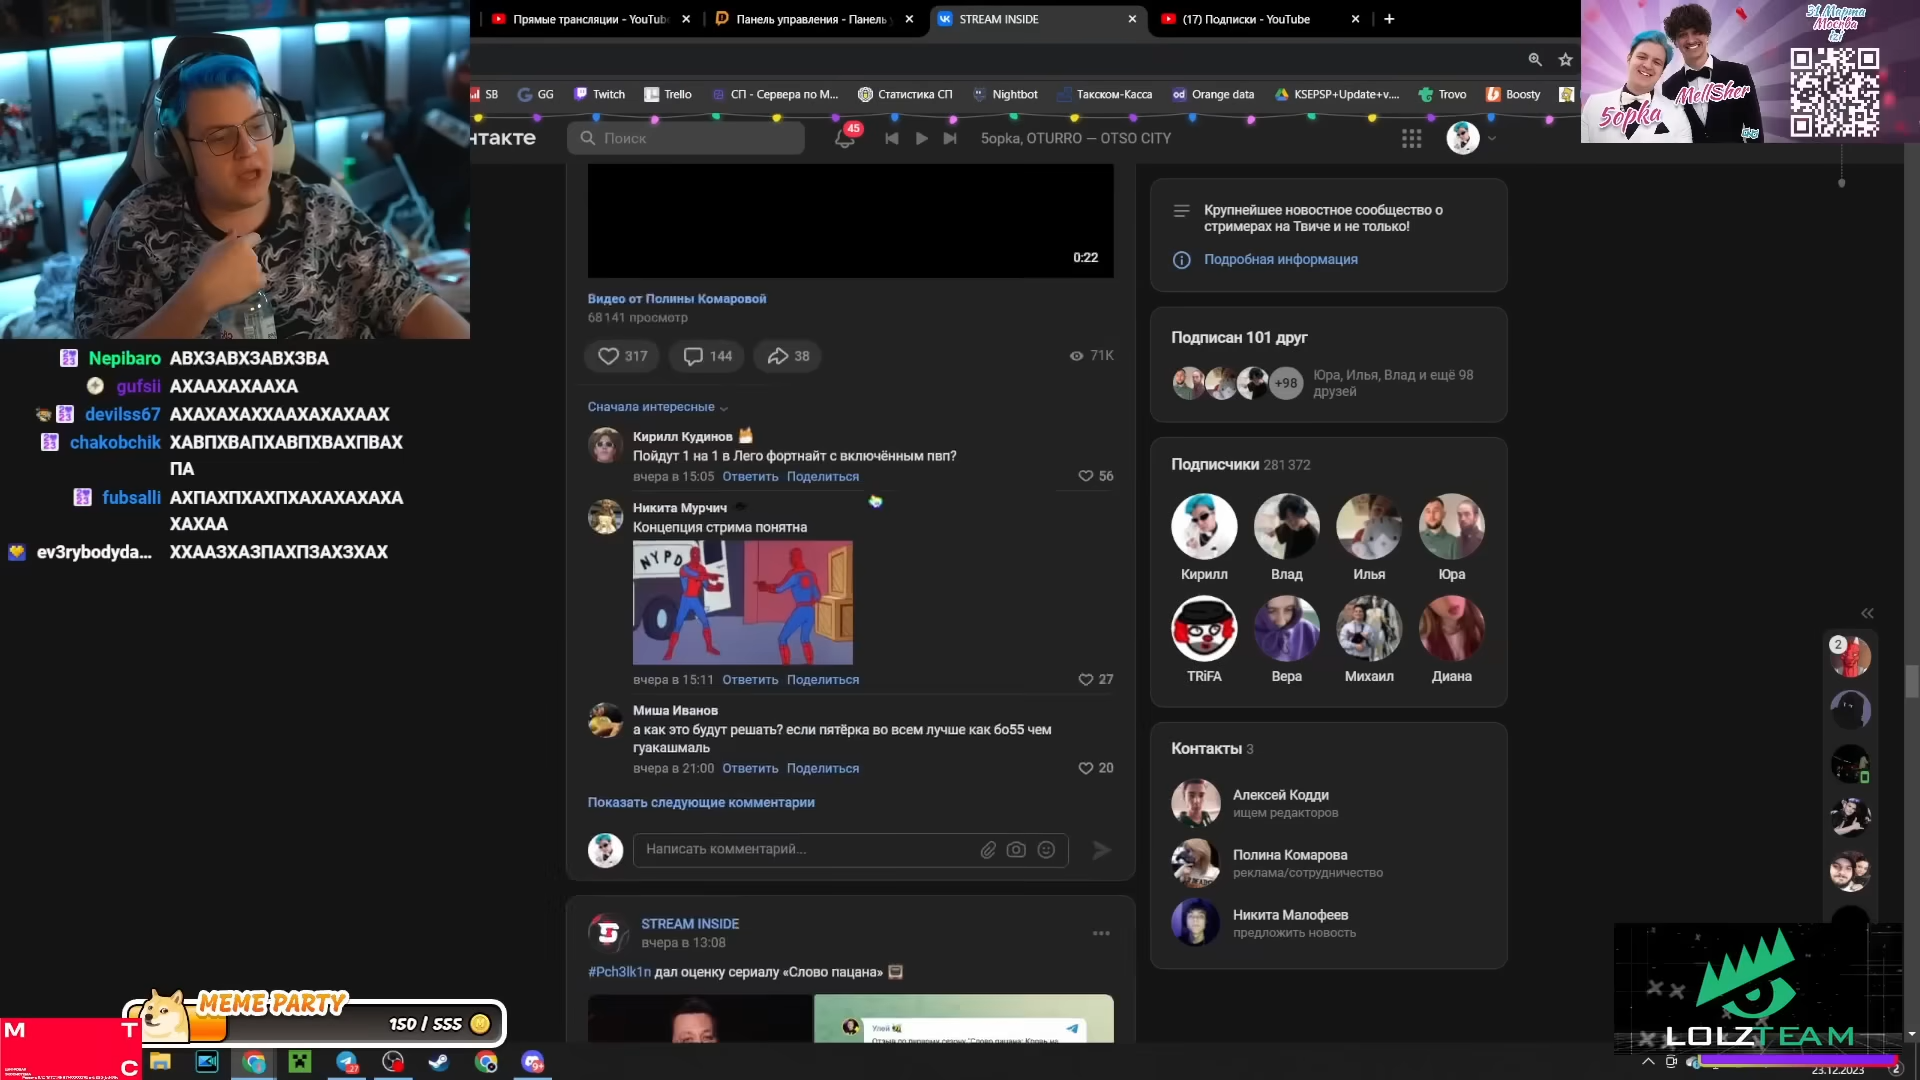 Прямые трансляции - YouTube
Панель управления - Панель
STREAM INSIDE
(17) Подписки - YouTube
SB
GG
Twitch
Trello
СП - Сервера по М...
Статистика СП
Nightbot
Такском-Касса
Orange data
KSEPSP+Update+v....
Trovo
Boosty
31 Марта
Москва
Izi
5opka
MellSher
нтакте
Поиск
45
5opka, OTURRO — OTSO CITY
0:22
Видео от Полины Комаровой
68 141 просмотр
317
144
38
71K
Сначала интересные
Кирилл Кудинов
Пойдут 1 на 1 в Лего фортнайт с включённым пвп?
вчера в 15:05 Ответить Поделиться
56
Никита Мурчич
Концепция стрима понятна
NYPD
вчера в 15:11 Ответить Поделиться
27
Миша Иванов
а как это будут решать? если пятёрка во всем лучше как бо55 чем
гуакашмаль
вчера в 21:00 Ответить Поделиться
20
Показать следующие комментарии
Написать комментарий...
STREAM INSIDE
вчера в 13:08
#Pch3lk1n дал оценку сериалу «Слово пацана»
Улей
Крупнейшее новостное сообщество о
стримерах на Твиче и не только!
Подробная информация
Подписан 101 друг
+98
Юра, Илья, Влад и ещё 98
друзей
Подписчики 281 372
Кирилл
Влад
Илья
Юра
TRiFA
Вера
Михаил
Диана
Контакты 3
Алексей Кодди
ищем редакторов
Полина Комарова
реклама/сотрудничество
Никита Малофеев
предложить новость
2
Nepibaro АВХЗАВХЗАВХЗВА
gufsii АХААХАХААХА
devilss67 АХАХАХАХХААХАХАХААХ
chakobchik ХАВПХВАПХАВПХВАХПВАХ
ПА
fubsalli АХПАХПХАХПХАХАХАХАХА
ХАХАА
ev3rybodyda... ХХААЗХАЗПАХПЗАХЗХАХ
MEME PARTY
150 / 555
М Т
С
27
9+
LOLZTEAM
23.12.2023
2